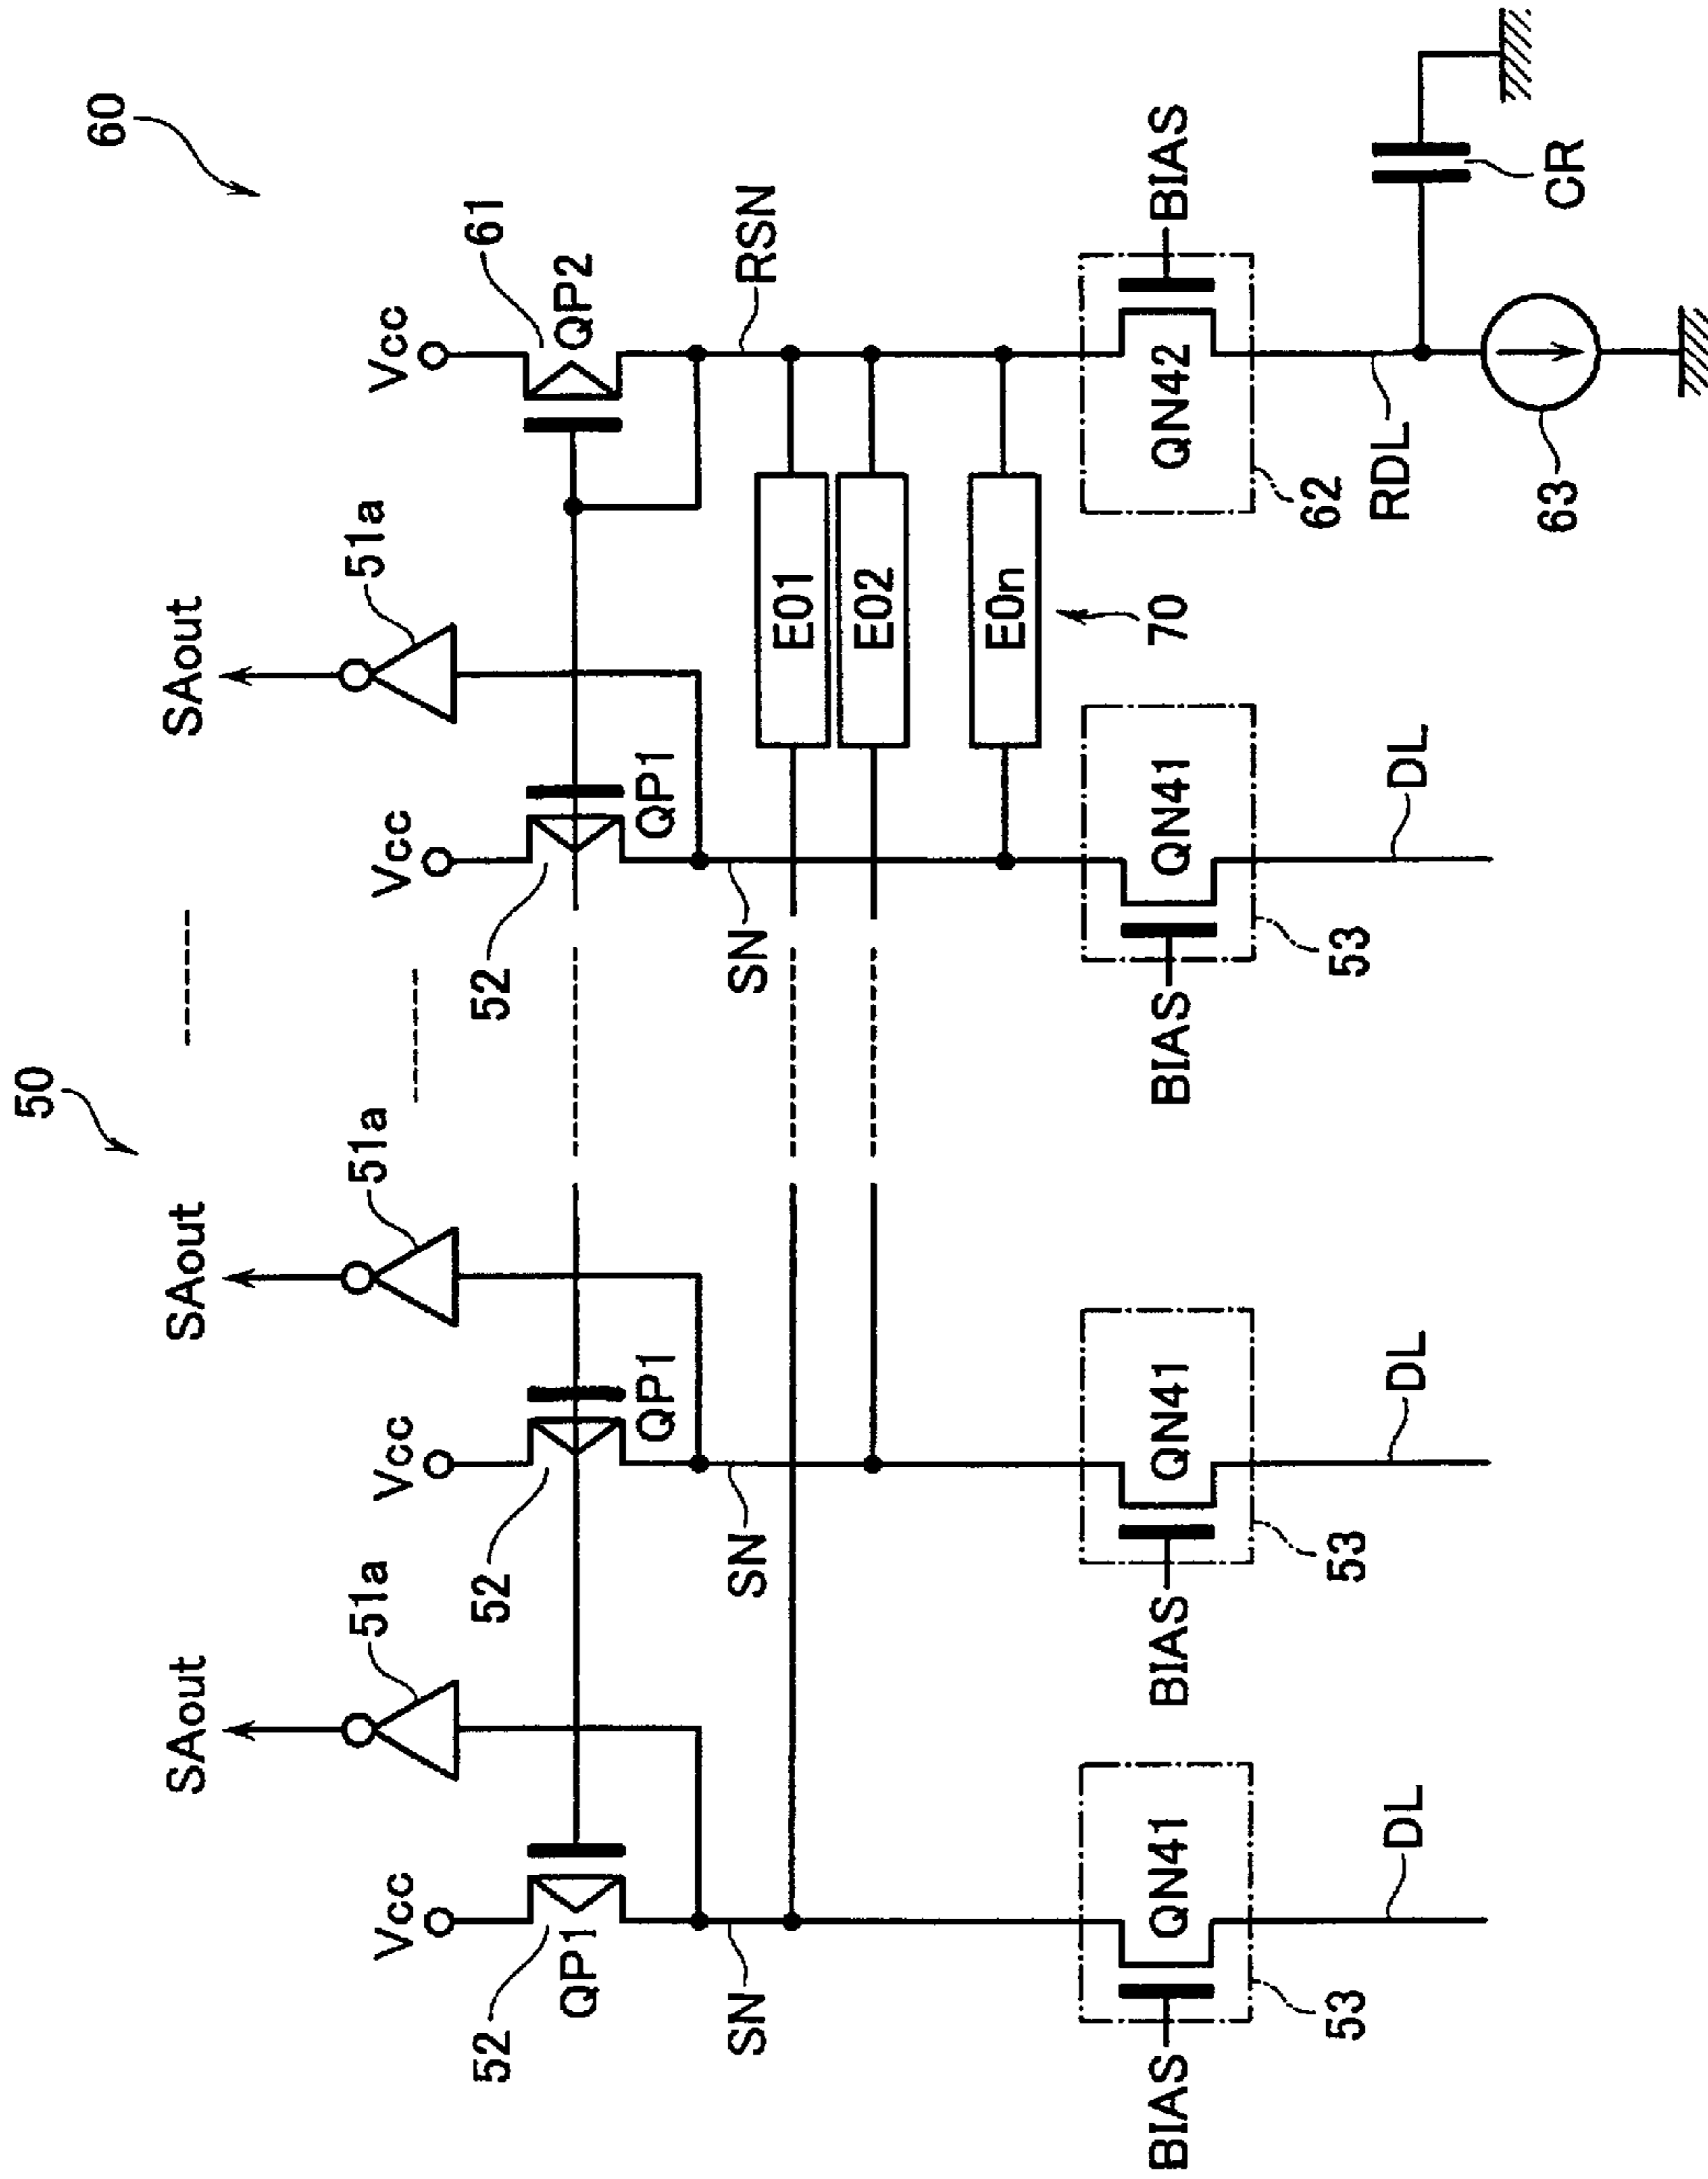 50
60
SAout
SAout
SAout
51a
51a
51a
Vcc
Vcc
Vcc
Vcc
52
QP1
52
QP1
52
QP1
61
QP2
SN
SN
SN
RSN
E01
E02
E0n
70
BIAS
QN41
53
BIAS
QN41
53
BIAS
QN41
53
QN42
BIAS
62
DL
DL
DL
RDL
63
CR